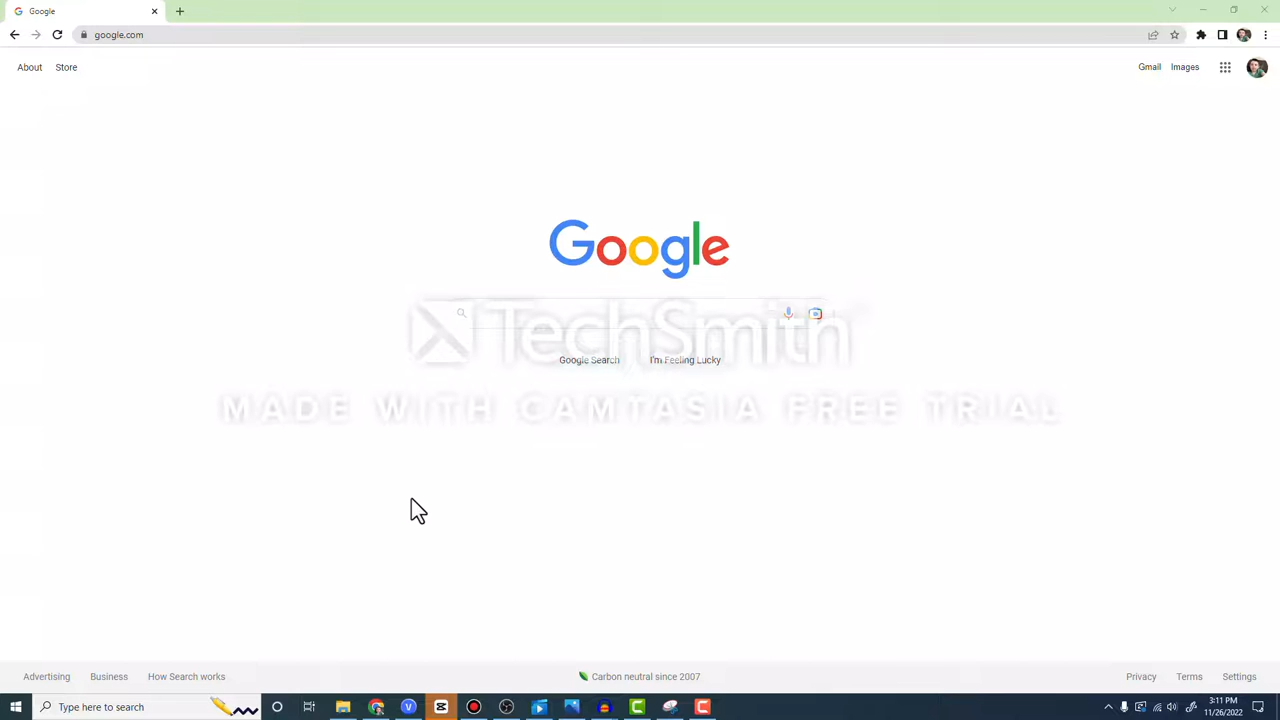 Google
google.com
About Store
Gmail Images
Google
TechSmith
Google Search I'm Feeling Lucky
MADE WITH CAMTASIA FREE TRIAL
Advertising Business How Search works
Carbon neutral since 2007
Privacy Terms Settings
Type here to search
3:11 PM
11/26/2022